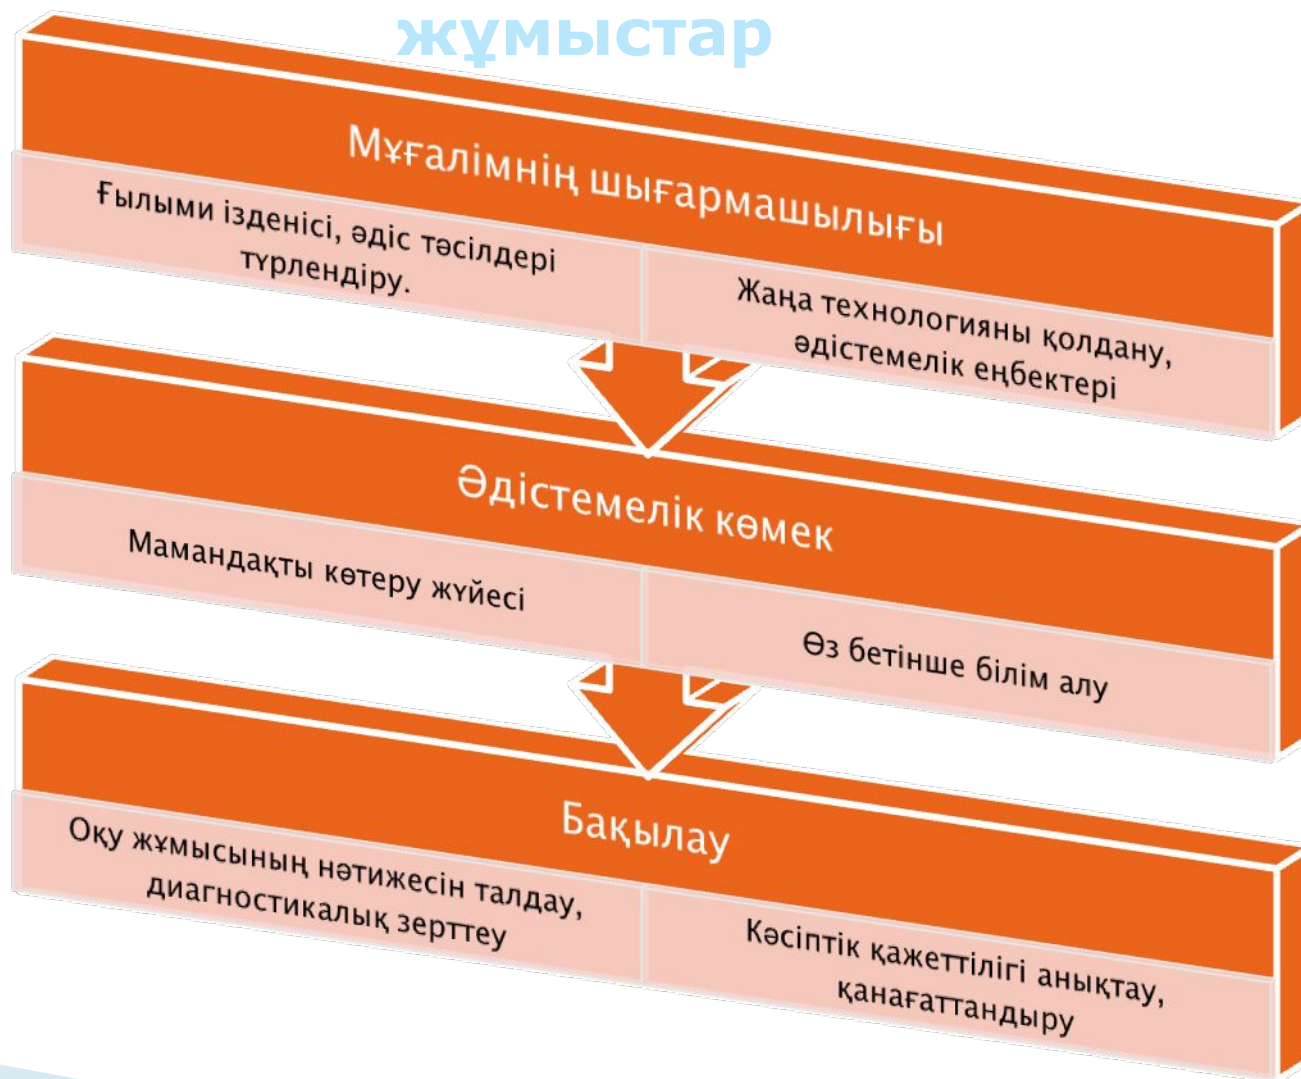 жұмыстар
Мұғалімнің шығармашылығы
Ғылыми ізденісі, әдіс тәсілдері
түрлендіру.
Жаңа технологияны қолдану,
әдістемелік еңбектері
Әдістемелік көмек
Мамандақты көтеру жүйесі
Өз бетінше білім алу
Бақылау
Оқу жұмысының нәтижесін талдау,
диагностикалық зерттеу
Кәсіптік қажеттілігі анықтау,
қанағаттандыру